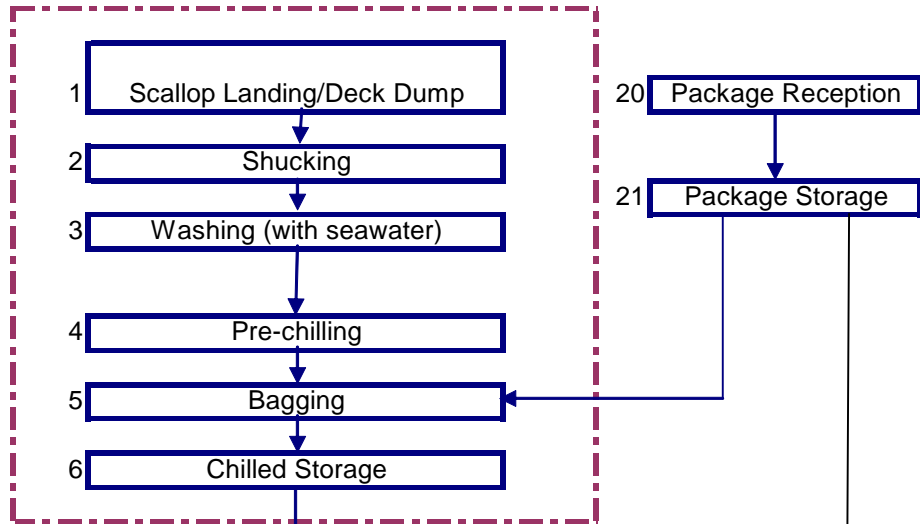 1 Scallop Landing/Deck Dump
2 Shucking
3 Washing (with seawater)
4 Pre-chilling
5 Bagging
6 Chilled Storage
20 Package Reception
21 Package Storage